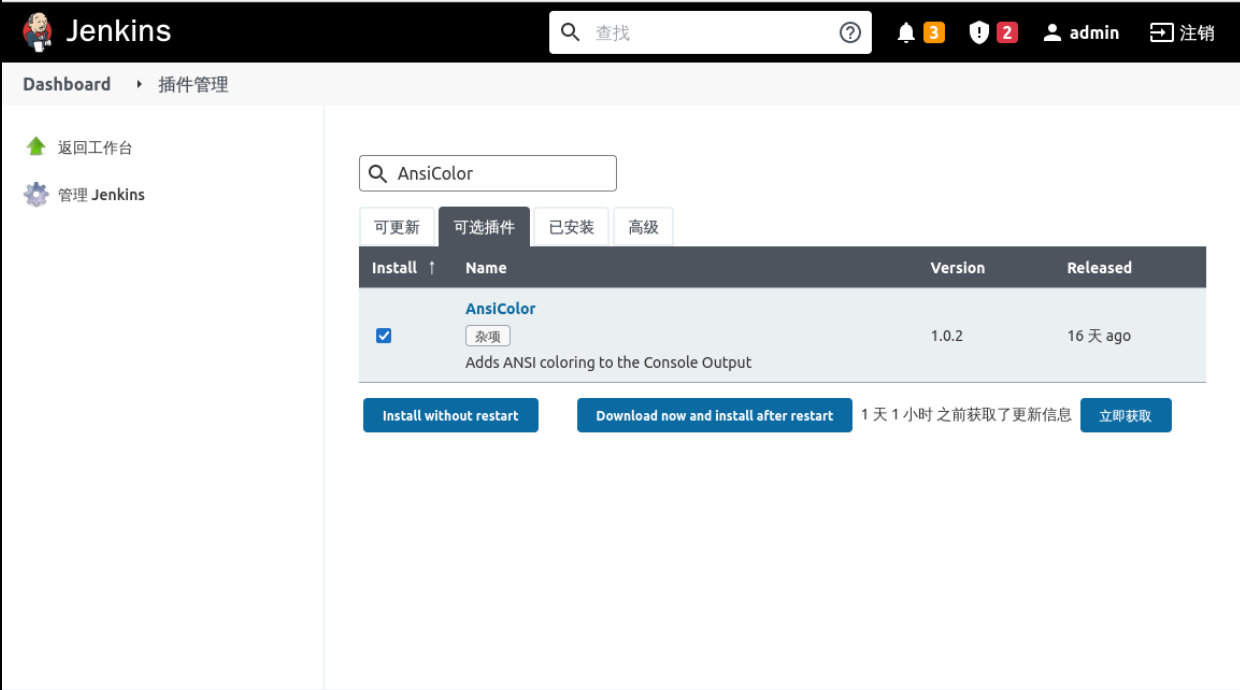 Jenkins 查找 3 2 admin 注销
Dashboard 插件管理
返回工作台
管理 Jenkins
AnsiColor
可更新 可选插件 已安装 高级
Install ↑ Name Version Released
AnsiColor
杂项 1.0.2 16 天 ago
Adds ANSI coloring to the Console Output
Install without restart Download now and install after restart 1 天 1 小时 之前获取了更新信息 立即获取